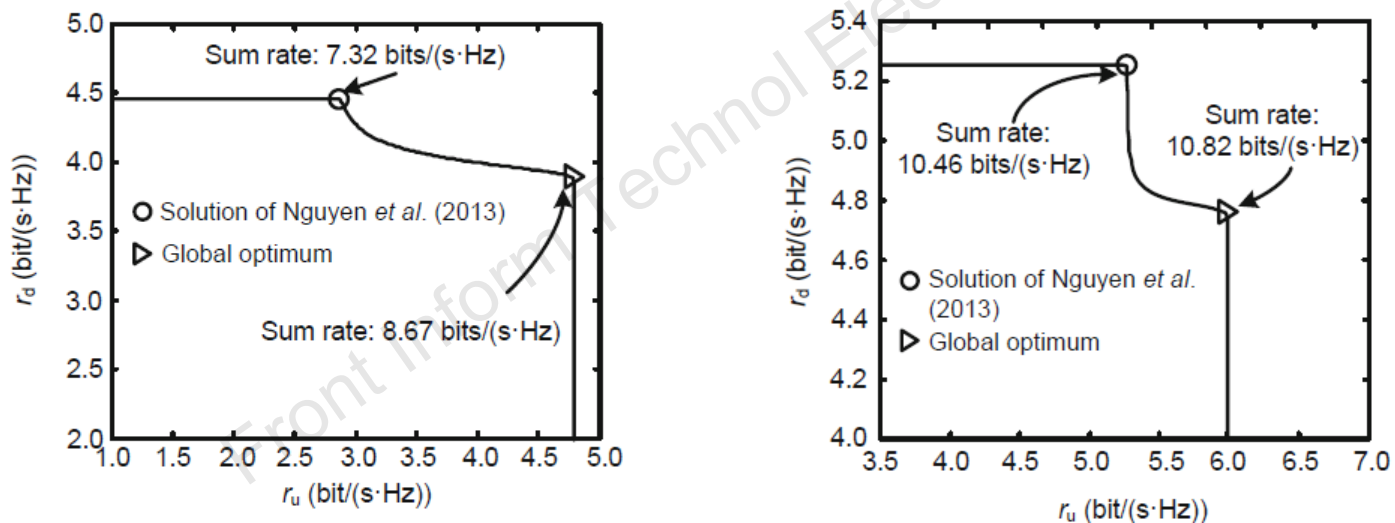 5.0
4.5
4.0
3.5
3.0
2.5
2.0
r_d (bit/(s·Hz))
Sum rate: 7.32 bits/(s·Hz)
Solution of Nguyen et al. (2013)
Global optimum
Sum rate: 8.67 bits/(s·Hz)
1.0 1.5 2.0 2.5 3.0 3.5 4.0 4.5 5.0
r_u (bit/(s·Hz))
5.4
5.2
5.0
4.8
4.6
4.4
4.2
4.0
r_d (bit/(s·Hz))
Sum rate:
10.46 bits/(s·Hz)
Sum rate:
10.82 bits/(s·Hz)
Solution of Nguyen et al.
(2013)
Global optimum
3.5 4.0 4.5 5.0 5.5 6.0 6.5 7.0
r_u (bit/(s·Hz))
Front Inform Technol Elec